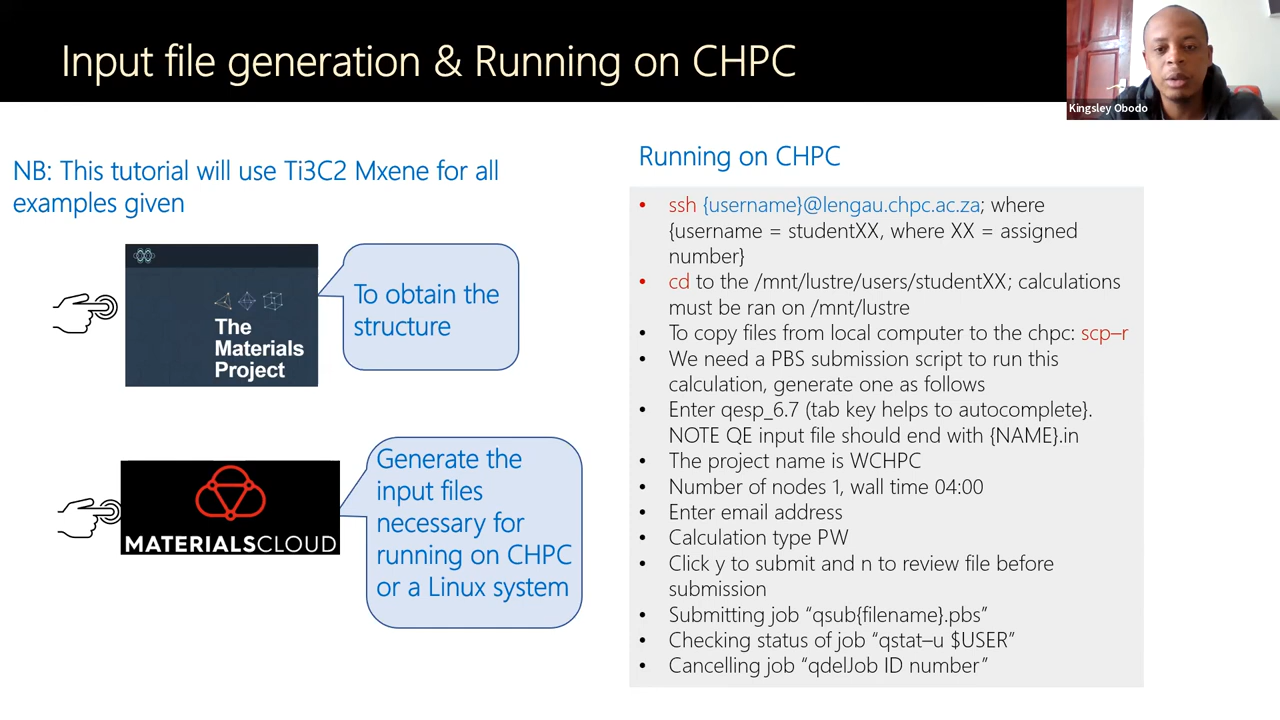 Input file generation & Running on CHPC
Kingsley Obodo
NB: This tutorial will use Ti3C2 Mxene for all
examples given
The
Materials
Project
To obtain the
structure
MATERIALSCLOUD
Generate the
input files
necessary for
running on CHPC
or a Linux system
Running on CHPC
• ssh {username}@lengau.chpc.ac.za; where
{username = studentXX, where XX = assigned
number}
• cd to the /mnt/lustre/users/studentXX; calculations
must be ran on /mnt/lustre
• To copy files from local computer to the chpc: scp–r
• We need a PBS submission script to run this
calculation, generate one as follows
• Enter qesp_6.7 (tab key helps to autocomplete}.
NOTE QE input file should end with {NAME}.in
• The project name is WCHPC
• Number of nodes 1, wall time 04:00
• Enter email address
• Calculation type PW
• Click y to submit and n to review file before
submission
• Submitting job “qsub{filename}.pbs”
• Checking status of job “qstat–u $USER”
• Cancelling job “qdelJob ID number”